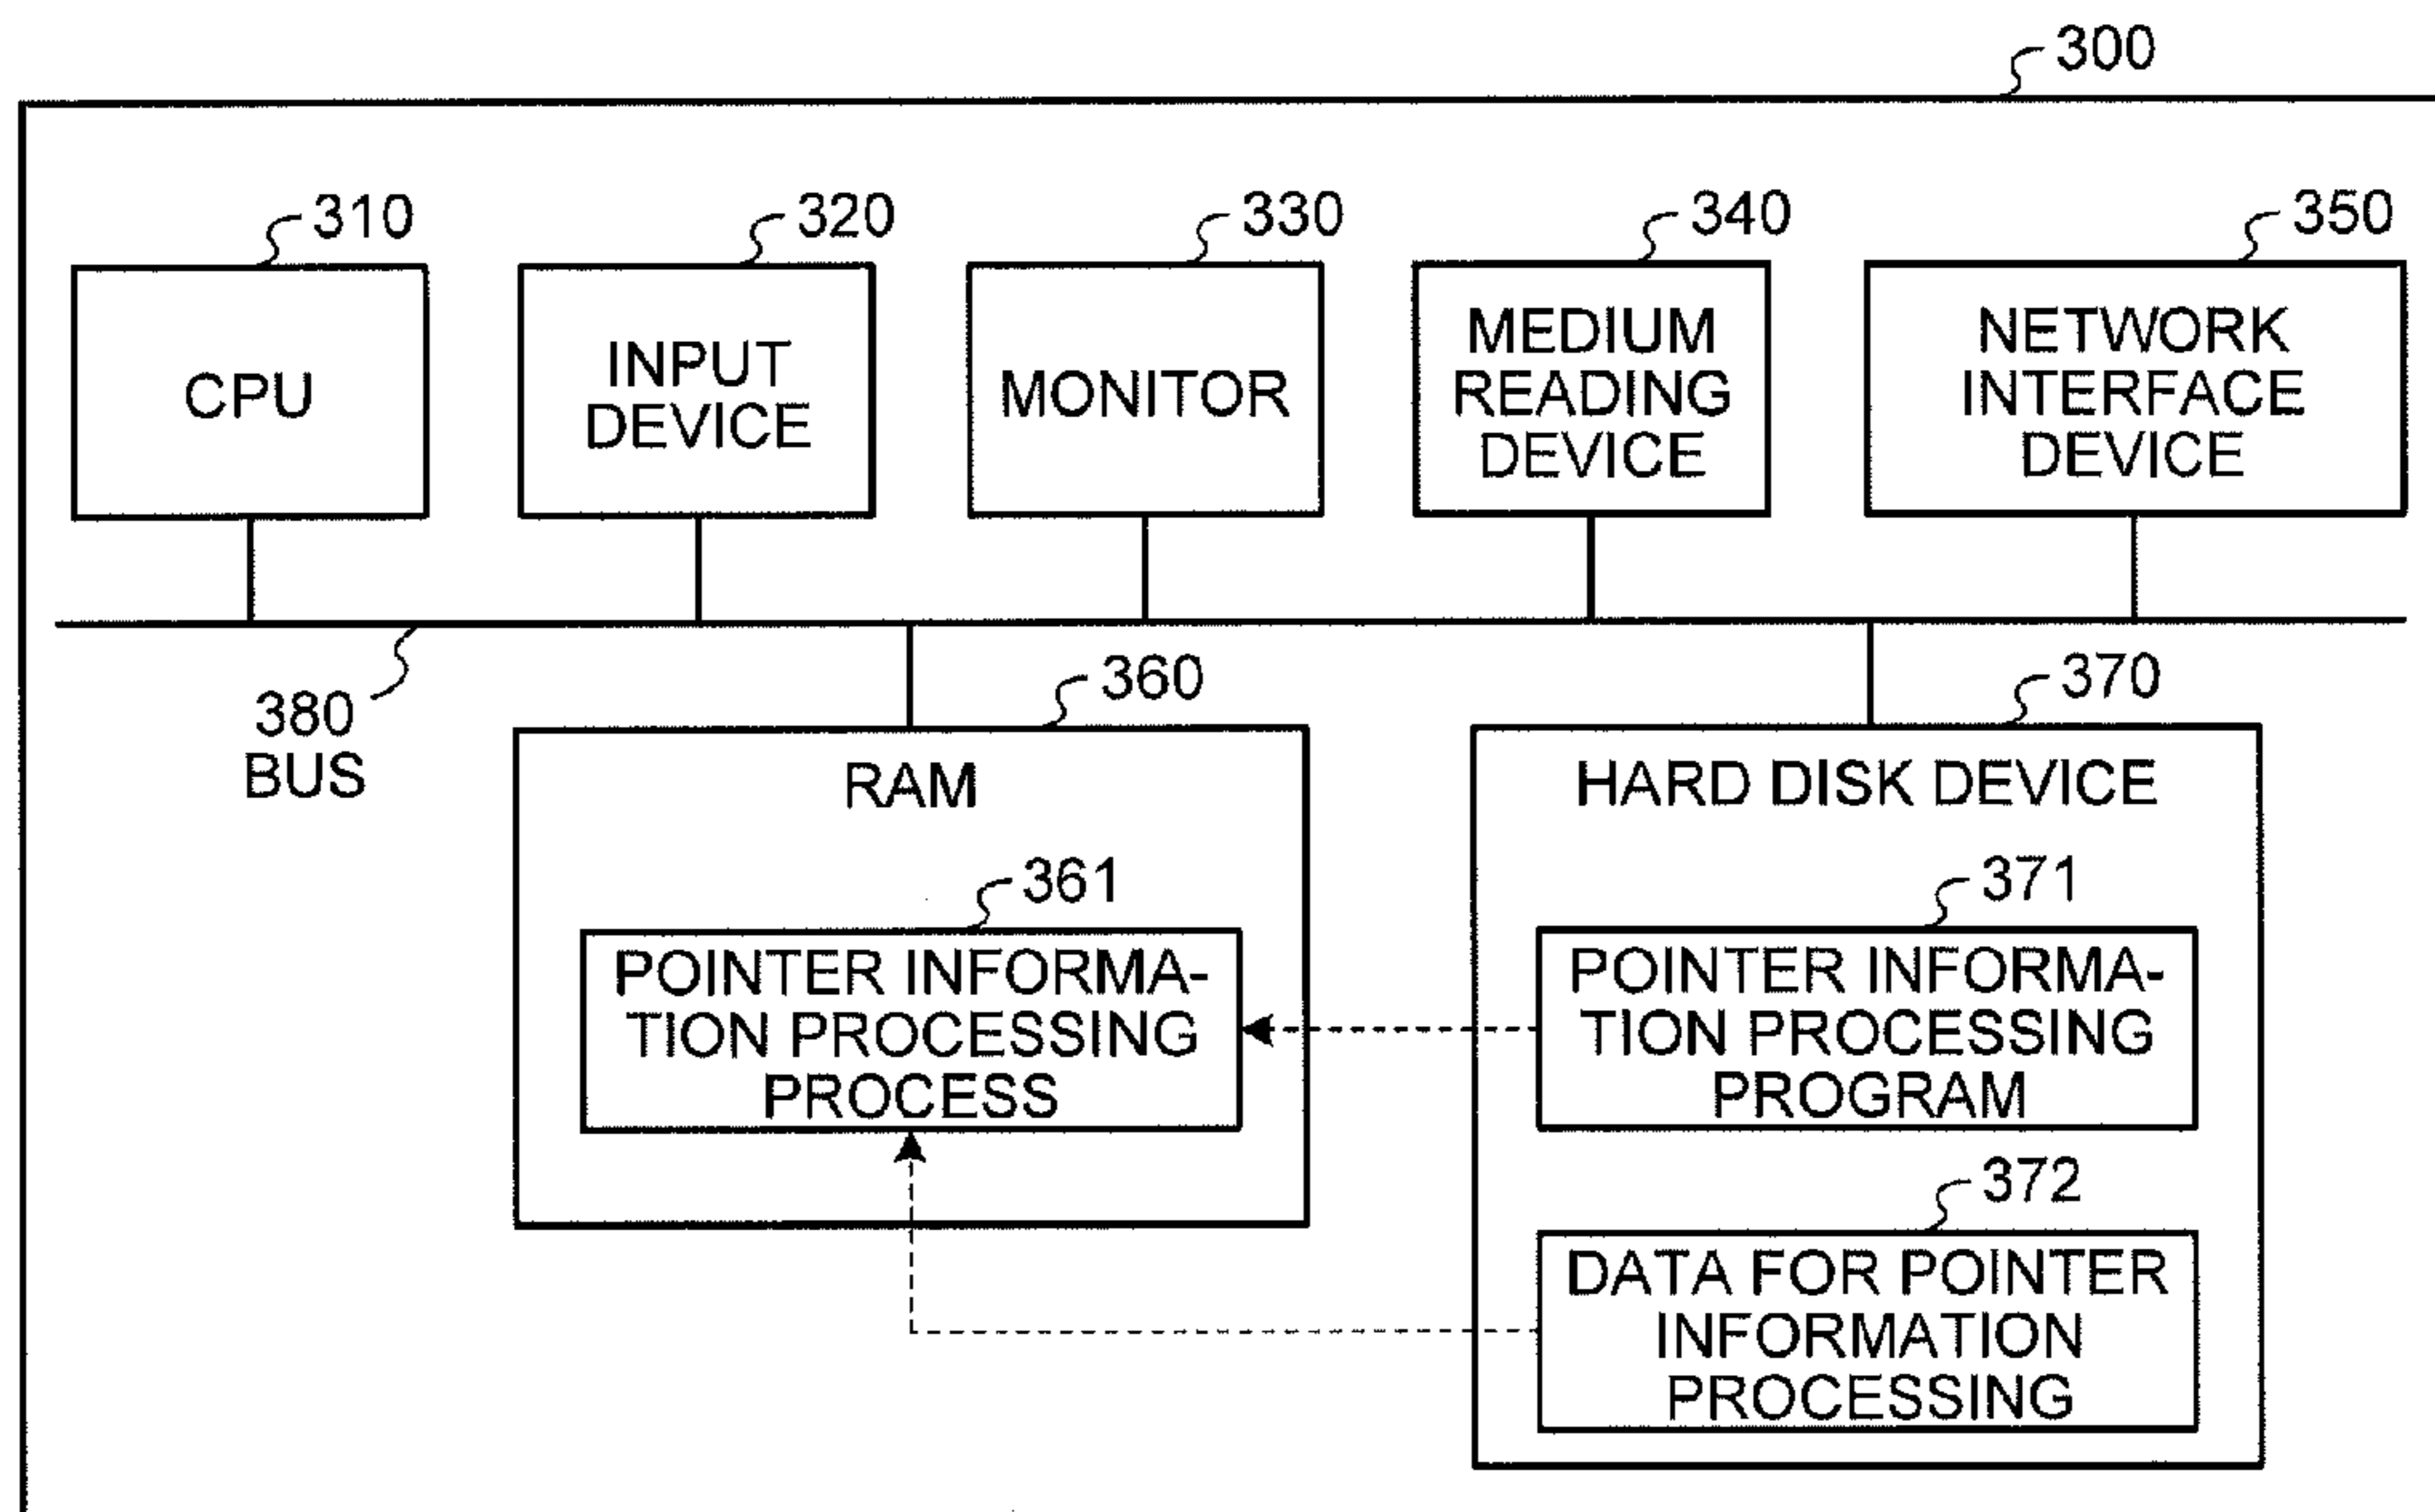 300
310
320
330
340
350
CPU
INPUT
DEVICE
MONITOR
MEDIUM
READING
DEVICE
NETWORK
INTERFACE
DEVICE
380
BUS
360
RAM
361
POINTER INFORMA-
TION PROCESSING
PROCESS
370
HARD DISK DEVICE
371
POINTER INFORMA-
TION PROCESSING
PROGRAM
372
DATA FOR POINTER
INFORMATION
PROCESSING